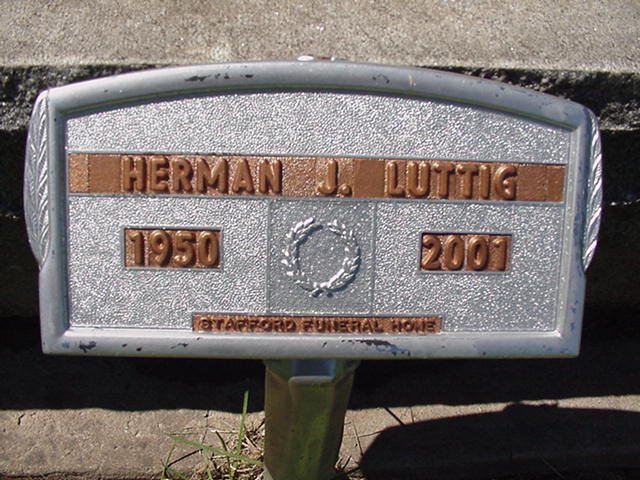 HERMAN J. LUTTIG
1950 2001
STAFFORD FUNERAL HOME